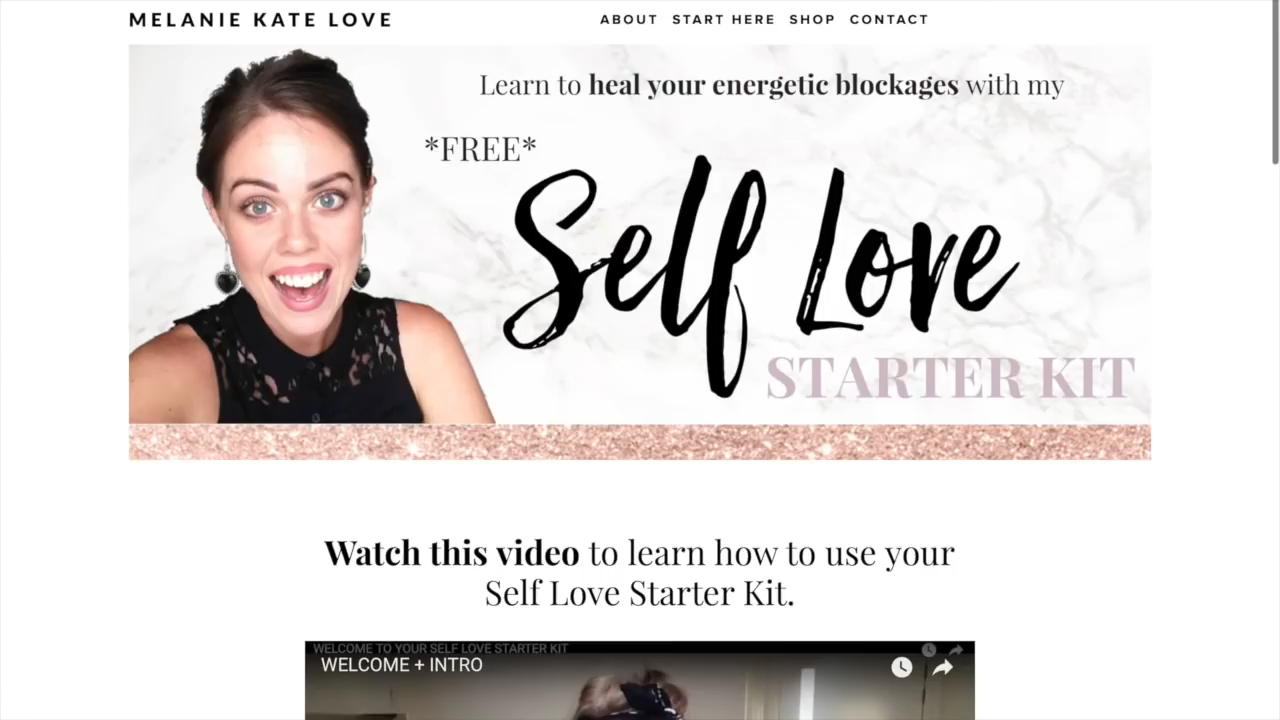 MELANIE KATE LOVE
ABOUT START HERE SHOP CONTACT
Learn to heal your energetic blockages with my
*FREE*
Self Love
STARTER KIT
Watch this video to learn how to use your
Self Love Starter Kit.
WELCOME TO YOUR SELF LOVE STARTER KIT
WELCOME + INTRO